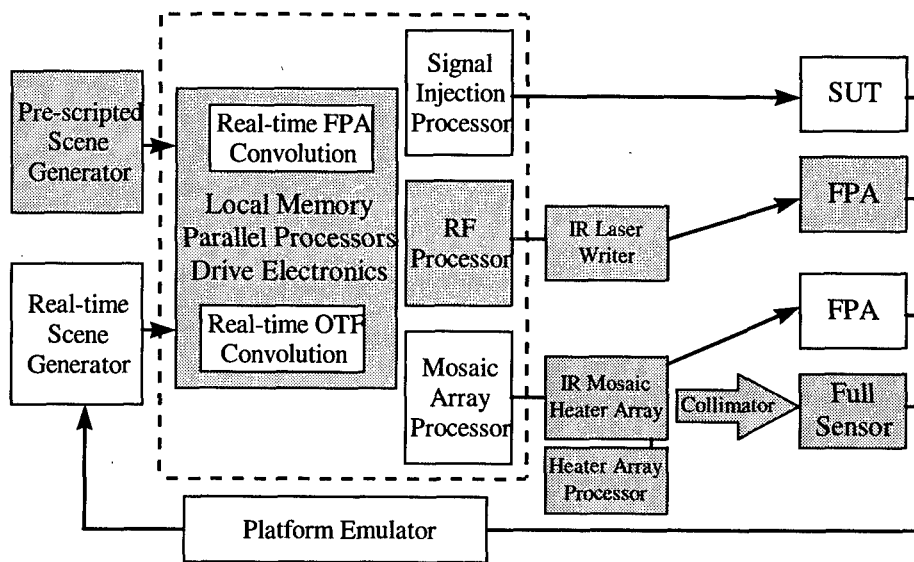 Pre-scripted
Scene
Generator
Real-time
Scene
Generator
Real-time FPA
Convolution
Local Memory
Parallel Processors
Drive Electronics
Real-time OTF
Convolution
Signal
Injection
Processor
RF
Processor
Mosaic
Array
Processor
IR Laser
Writer
IR Mosaic
Heater Array
Heater Array
Processor
Collimator
SUT
FPA
FPA
Full
Sensor
Platform Emulator